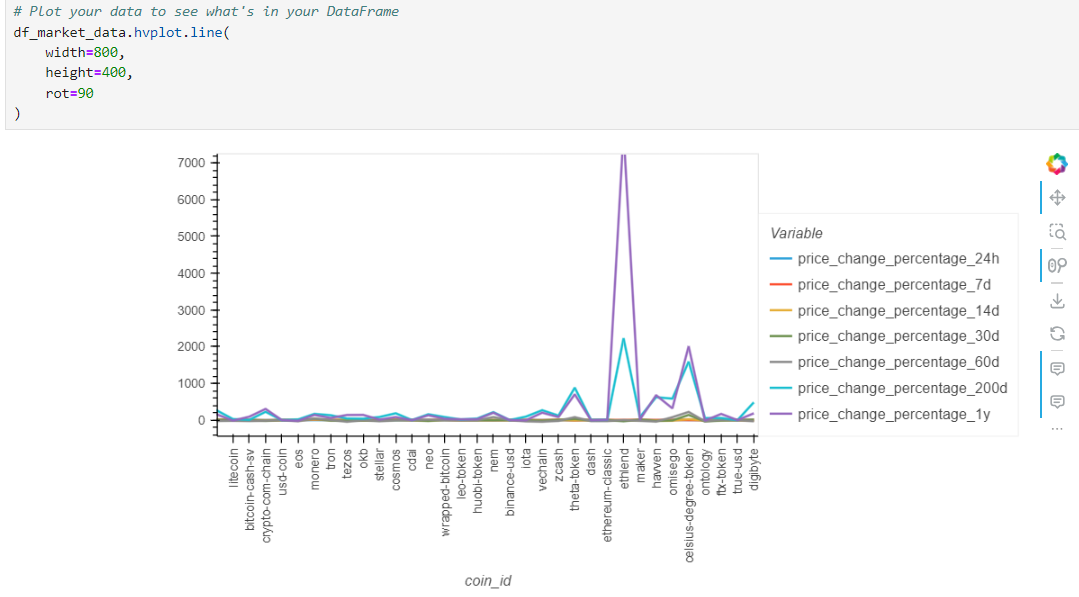 # Plot your data to see what's in your DataFrame
df_market_data.hvplot.line(
    width=800,
    height=400,
    rot=90
)
7000
6000
5000
4000
3000
2000
1000
0
litecoin
bitcoin-cash-sv
crypto-com-chain
usd-coin
eos
monero
tron
tezos
okb
stellar
cosmos
cdai
neo
wrapped-bitcoin
leo-token
huobi-token
nem
binance-usd
iota
vechain
zcash
theta-token
dash
ethereum-classic
ethlend
maker
havven
omisego
celsius-degree-token
ontology
ftx-token
true-usd
digibyte
coin_id
Variable
price_change_percentage_24h
price_change_percentage_7d
price_change_percentage_14d
price_change_percentage_30d
price_change_percentage_60d
price_change_percentage_200d
price_change_percentage_1y